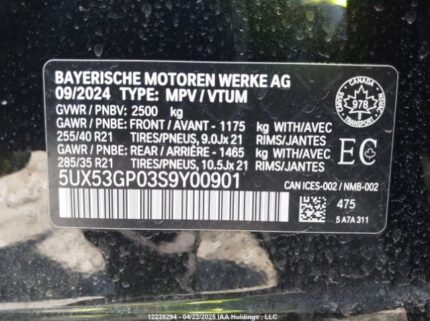 BAYERISCHE MOTOREN WERKE AG
09/2024 TYPE: MPV / VTUM
GVWR / PNBV: 2500 kg
GAWR / PNBE: FRONT / AVANT - 1175 kg WITH/AVEC
255/40 R21 TIRES/PNEUS, 9.0Jx 21 RIMS/JANTES
GAWR / PNBE: REAR / ARRIÈRE - 1465 kg WITH/AVEC
285/35 R21 TIRES/PNEUS, 10.5Jx 21 RIMS/JANTES
5UX53GP03S9Y00901
CANADA
978
TRANSPORT
EC
CAN ICES-002 / NMB-002
475
5 A7A 311
12239294 - 04/22/2025 IAA Holdings , LLC